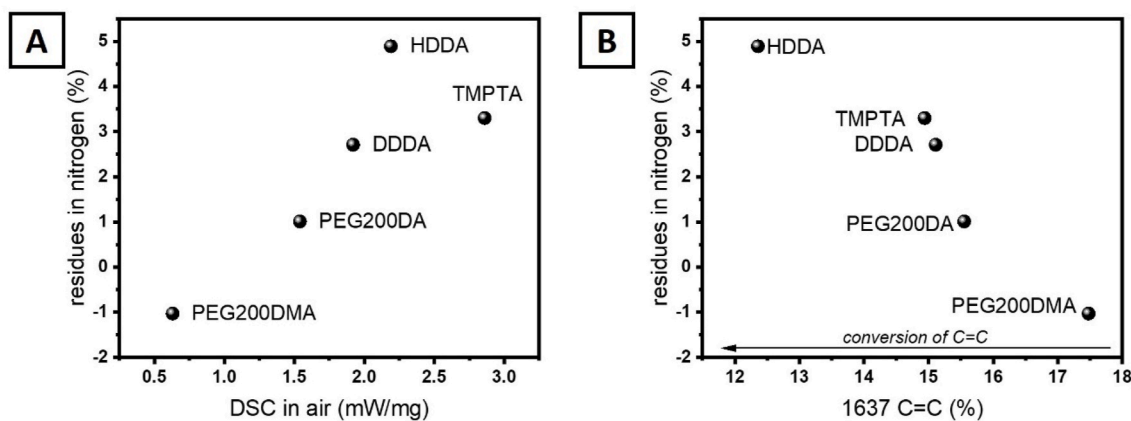 A
residues in nitrogen (%)
5
4
3
2
1
0
-1
-2
HDDA
TMPTA
DDDA
PEG200DA
PEG200DMA
0.5 1.0 1.5 2.0 2.5 3.0
DSC in air (mW/mg)
B
residues in nitrogen (%)
5
4
3
2
1
0
-1
-2
HDDA
TMPTA
DDDA
PEG200DA
PEG200DMA
conversion of C=C
12 13 14 15 16 17 18
1637 C=C (%)